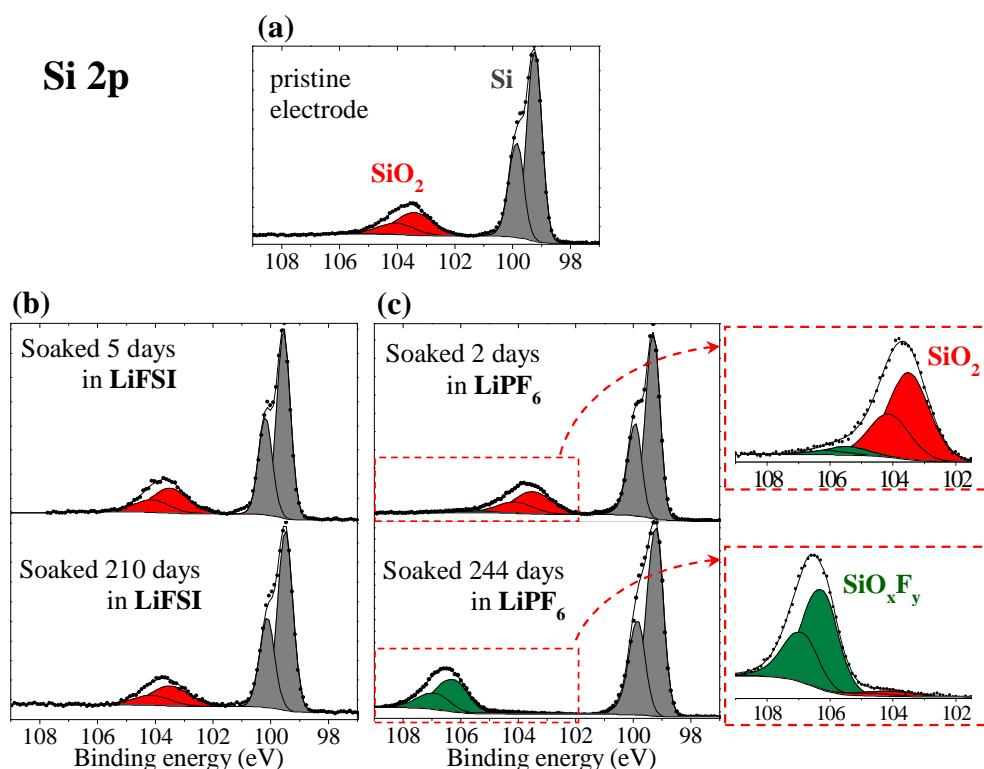 Si 2p
(a)
pristine
electrode
Si
SiO2
108 106 104 102 100 98
(b)
Soaked 5 days
in LiFSI
Soaked 210 days
in LiFSI
108 106 104 102 100 98
Binding energy (eV)
(c)
Soaked 2 days
in LiPF6
Soaked 244 days
in LiPF6
108 106 104 102 100 98
Binding energy (eV)
SiO2
108 106 104 102
SiOxFy
108 106 104 102